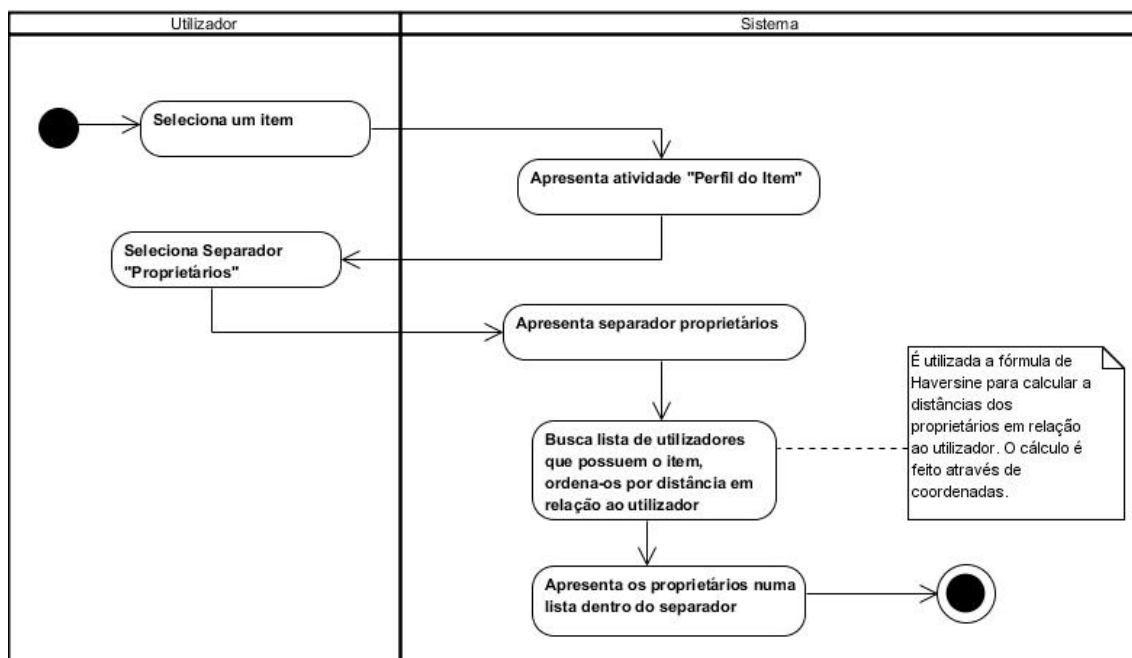 Utilizador
Sistema
Seleciona um item
Apresenta atividade "Perfil do Item"
Seleciona Separador
"Proprietários"
Apresenta separador proprietários
Busca lista de utilizadores
que possuem o item,
ordena-os por distância em
relação ao utilizador
É utilizada a fórmula de
Haversine para calcular a
distâncias dos
proprietários em relação
ao utilizador. O cálculo é
feito através de
coordenadas.
Apresenta os proprietários numa
lista dentro do separador